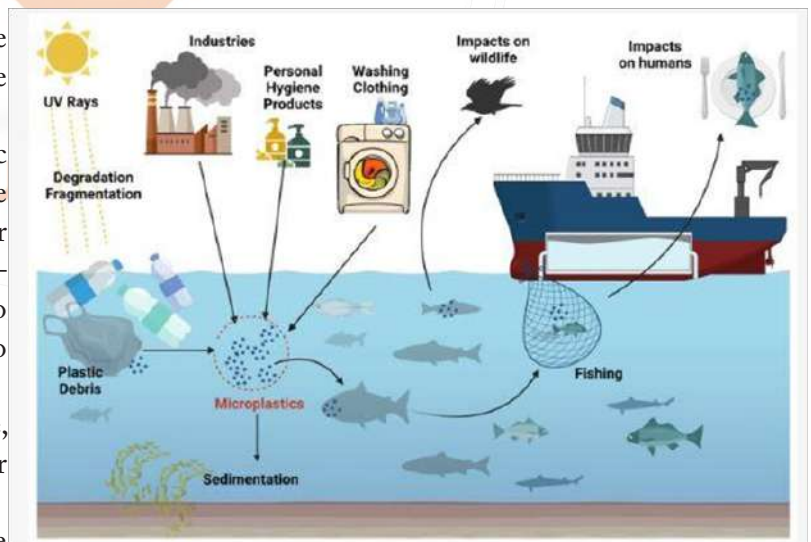 Industries
Impacts on
wildlife
Impacts
on humans
Personal
Hygiene
Products
Washing
Clothing
UV Rays
Degradation
Fragmentation
Plastic
Debris
Microplastics
Fishing
Sedimentation